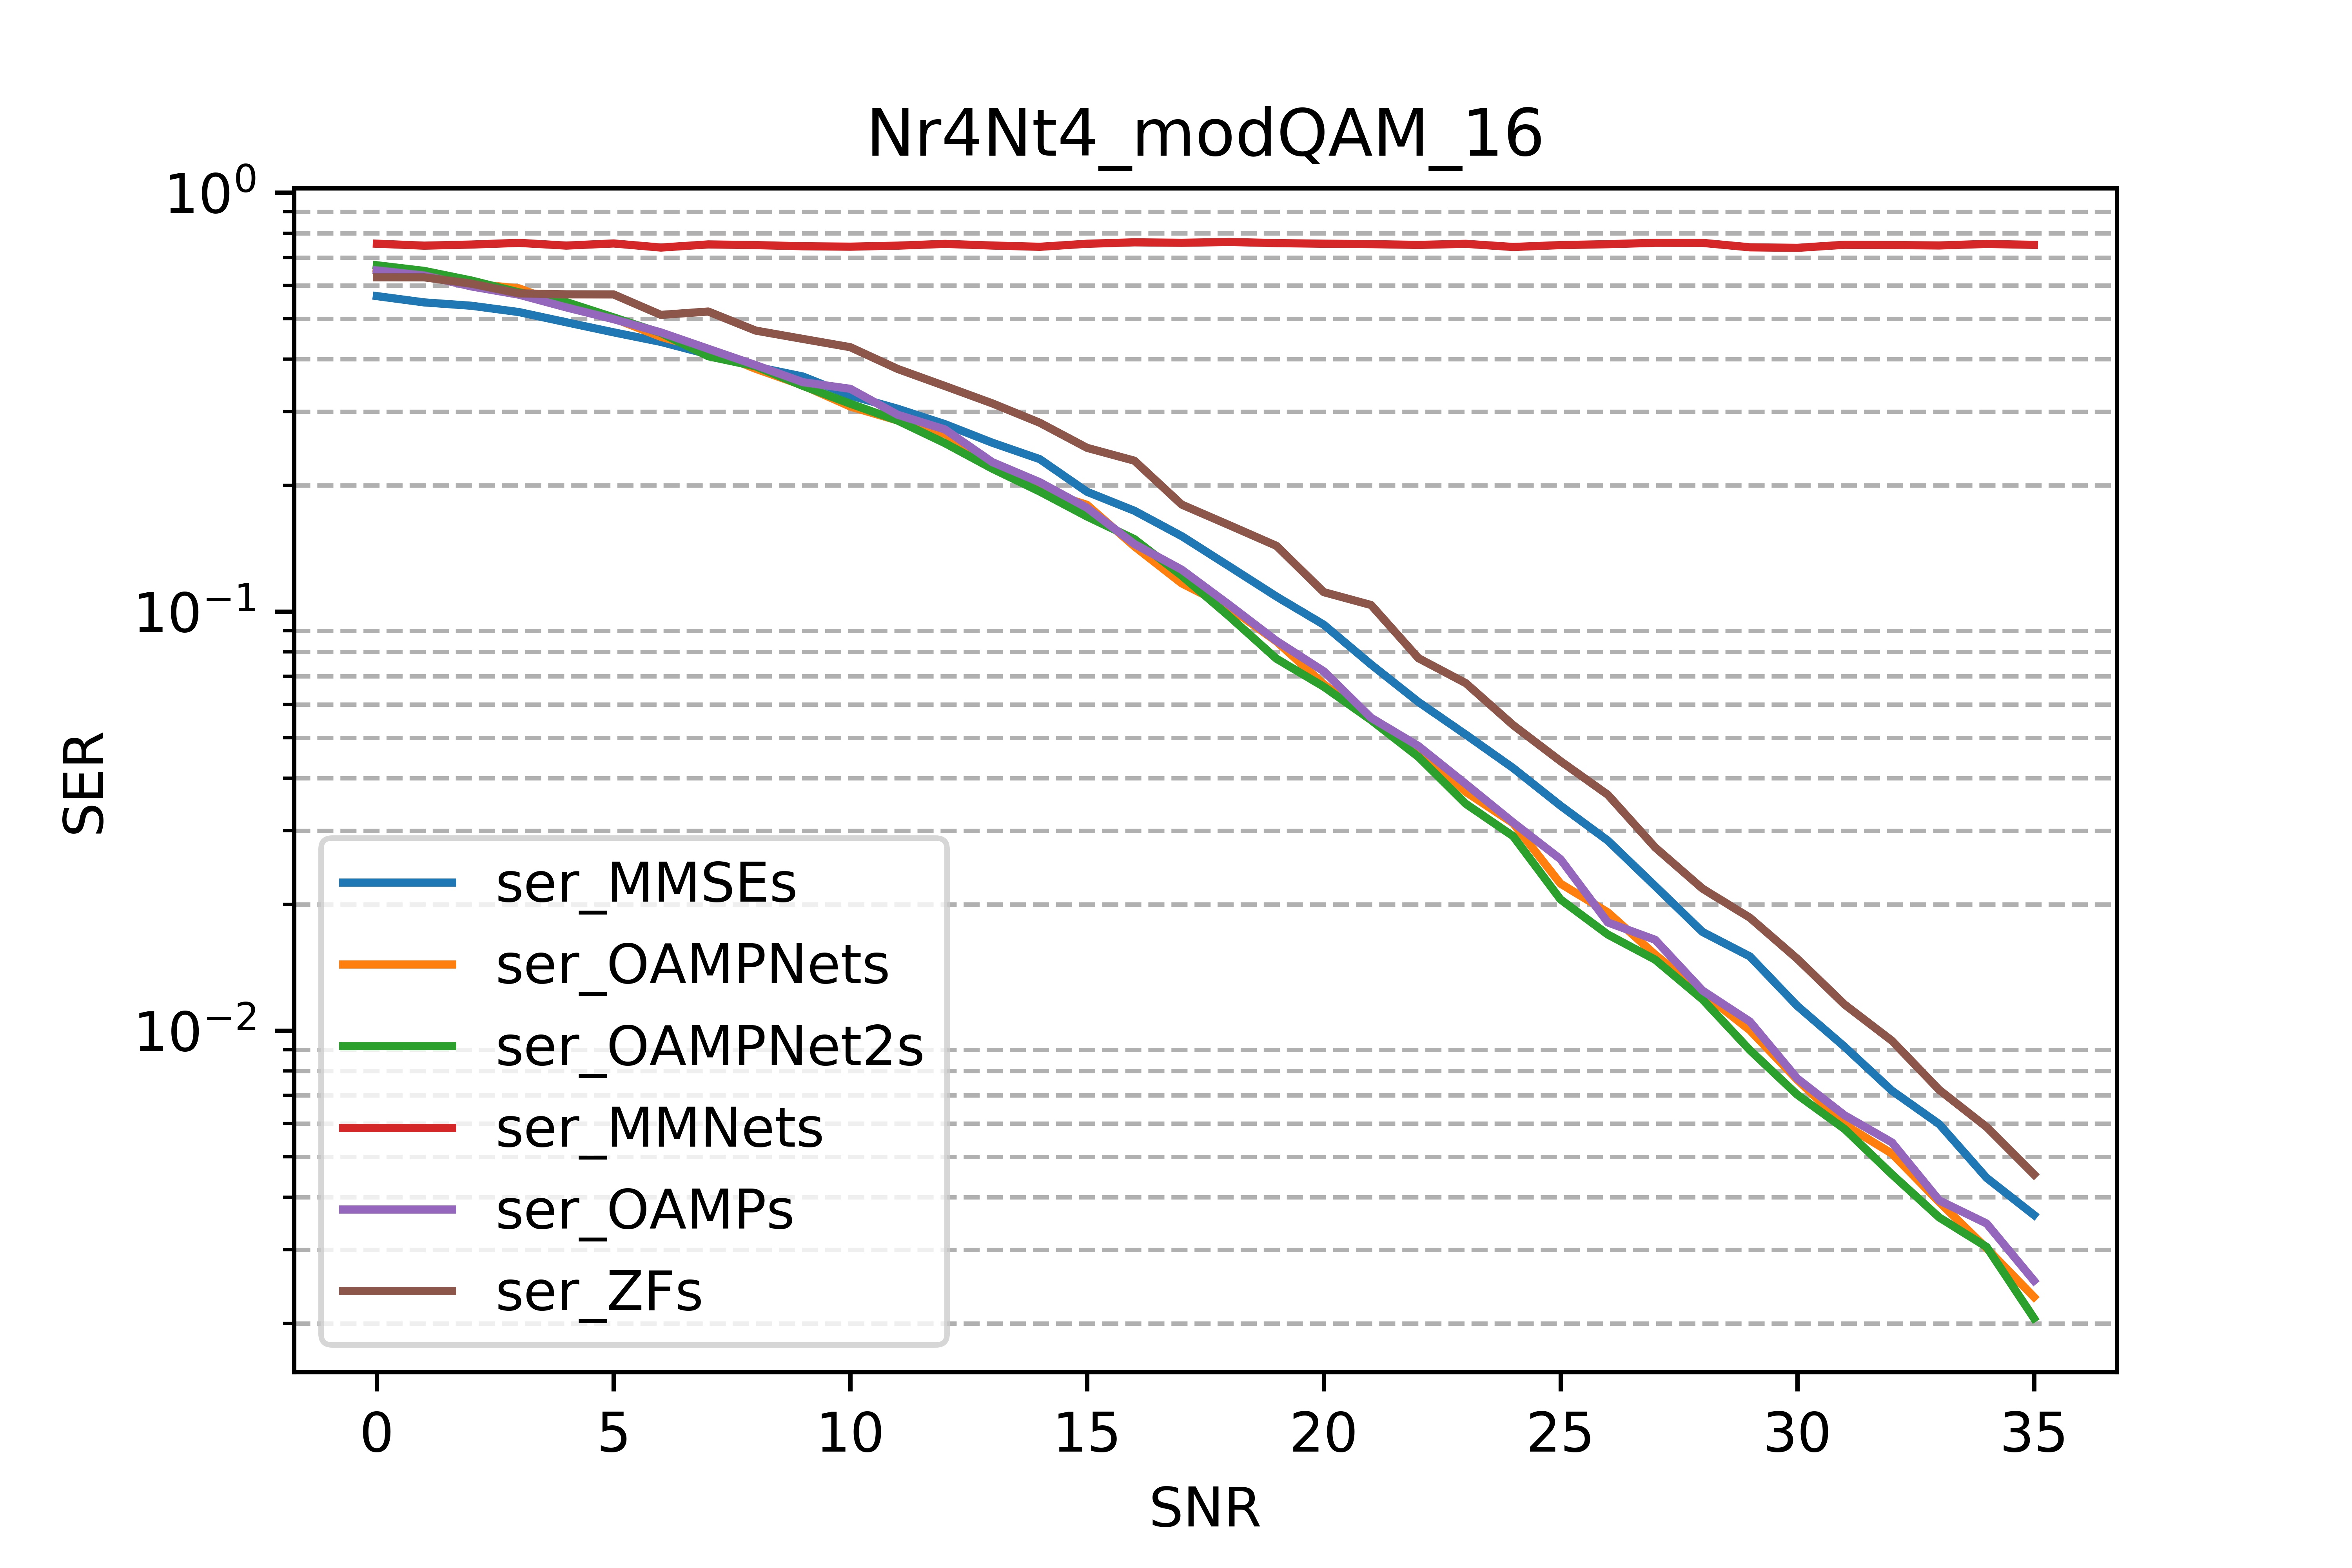 Nr4Nt4_modQAM_16
10^0
10^-1
10^-2
SER
ser_MMSEs
ser_OAMPNets
ser_OAMPNet2s
ser_MMNets
ser_OAMPs
ser_ZFs
0 5 10 15 20 25 30 35
SNR